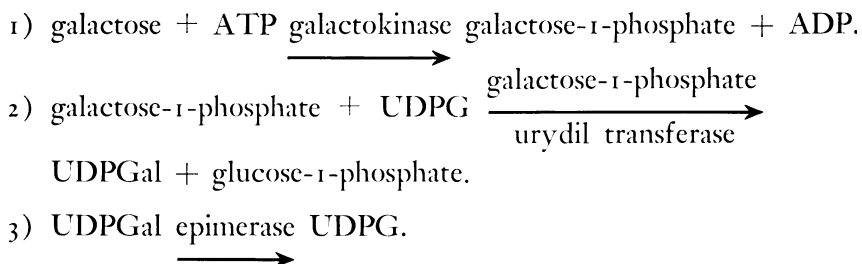 1) galactose + ATP galactokinase galactose-1-phosphate + ADP.
galactose-1-phosphate
2) galactose-1-phosphate + UDPG
urydil transferase
UDPGal + glucose-1-phosphate.
3) UDPGal epimerase UDPG.